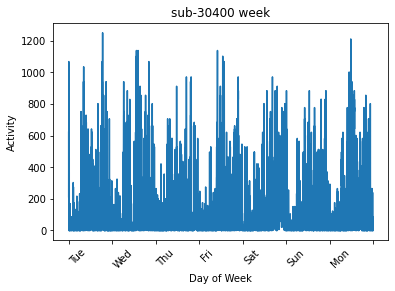 sub-30400 week
1200
1000
800
600
400
200
0
Activity
Tue
Wed
Thu
Fri
Sat
Sun
Mon
Day of Week